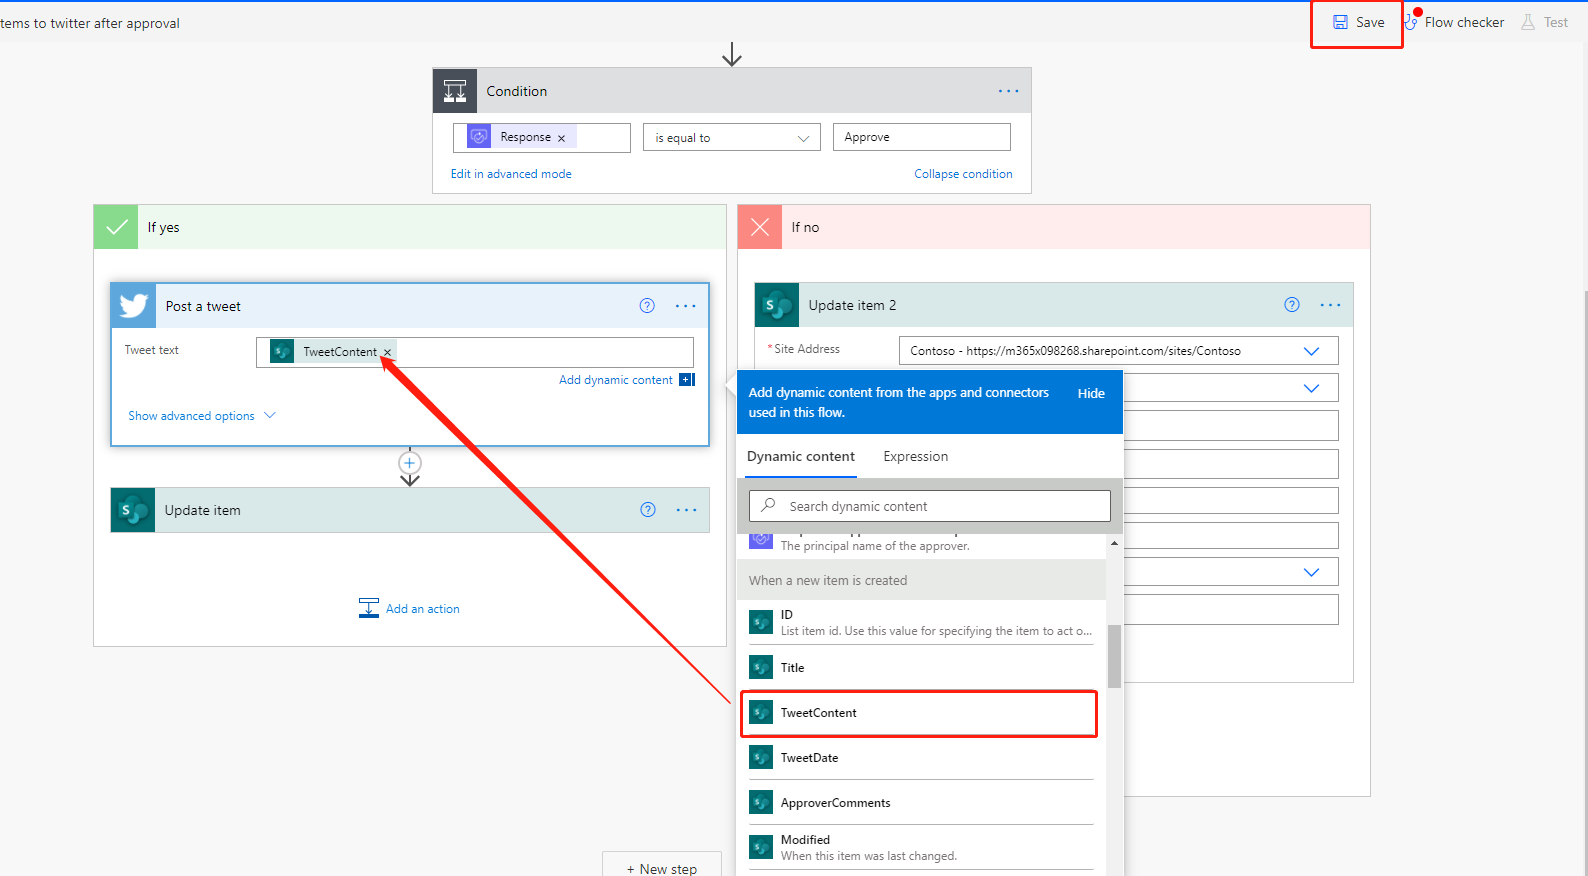 tems to twitter after approval
Save
Flow checker
Test
Condition
Response
is equal to
Approve
Edit in advanced mode
Collapse condition
If yes
If no
Post a tweet
Update item 2
Tweet text
TweetContent
* Site Address
Contoso - https://m365x098268.sharepoint.com/sites/Contoso
Add dynamic content
Show advanced options
Add dynamic content from the apps and connectors
used in this flow.
Hide
Dynamic content
Expression
Update item
Search dynamic content
The principal name of the approver.
When a new item is created
ID
List item id. Use this value for specifying the item to act o...
Add an action
Title
TweetContent
TweetDate
ApproverComments
Modified
When this item was last changed.
+ New step